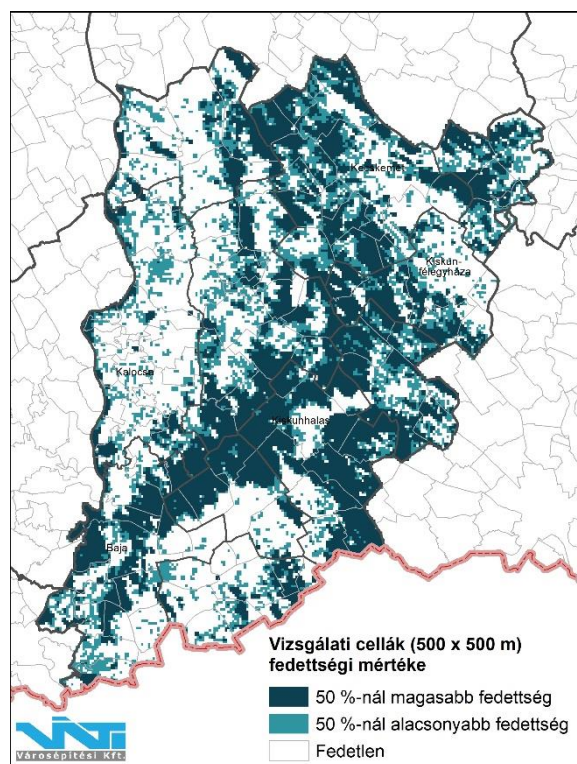 Kecskemét
Kiskun-
félegyháza
Kalocsa
Kiskunhalas
Baja
Vizsgálati cellák (500 x 500 m)
fedettségi mértéke
50 %-nál magasabb fedettség
50 %-nál alacsonyabb fedettség
Fedetlen
VÁTI
Városépítési Kft.